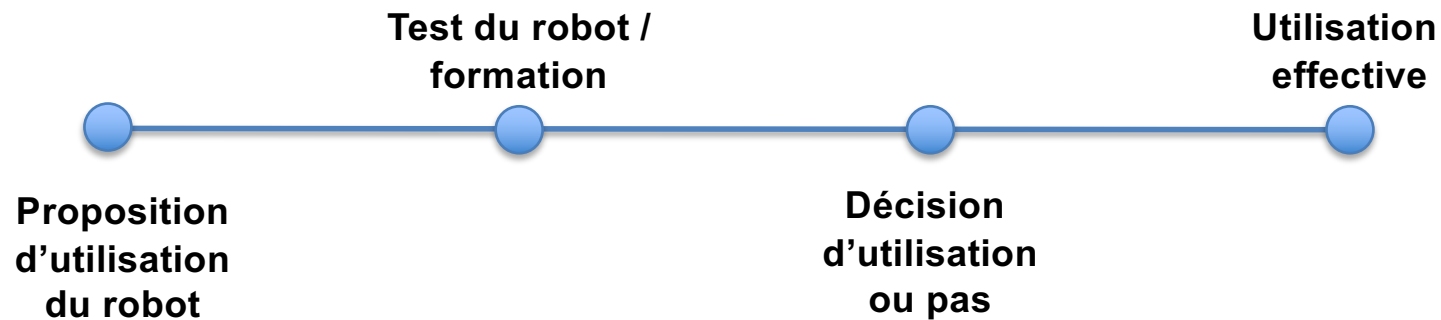 Test du robot /
formation
Utilisation
effective
Proposition
d’utilisation
du robot
Décision
d’utilisation
ou pas